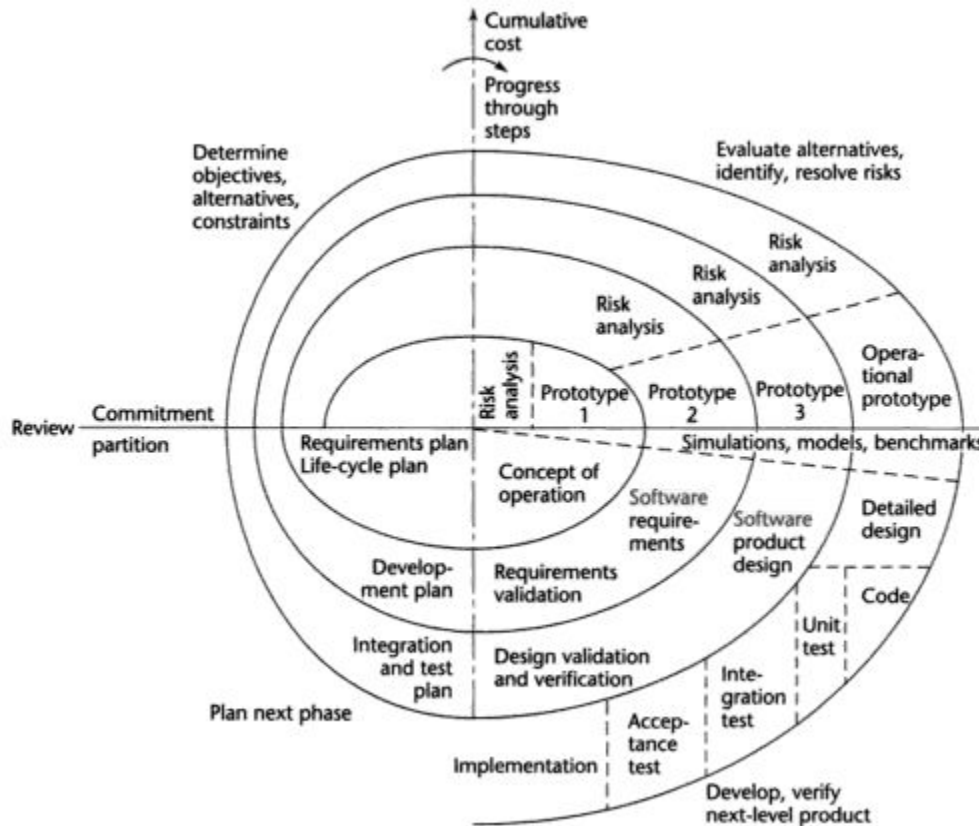 Cumulative
cost
Progress
through
steps
Determine
objectives,
alternatives,
constraints
Evaluate alternatives,
identify, resolve risks
Risk
analysis
Risk
analysis
Risk
analysis
Risk
analysis
Prototype
1
Prototype
2
Prototype
3
Opera-
tional
prototype
Review
Commitment
partition
Requirements plan
Life-cycle plan
Simulations, models, benchmarks
Concept of
operation
Software
require-
ments
Software
product
design
Detailed
design
Develop-
ment plan
Requirements
validation
Code
Unit
test
Integration
and test
plan
Design validation
and verification
Inte-
gration
test
Plan next phase
Accep-
tance
test
Implementation
Develop, verify
next-level product